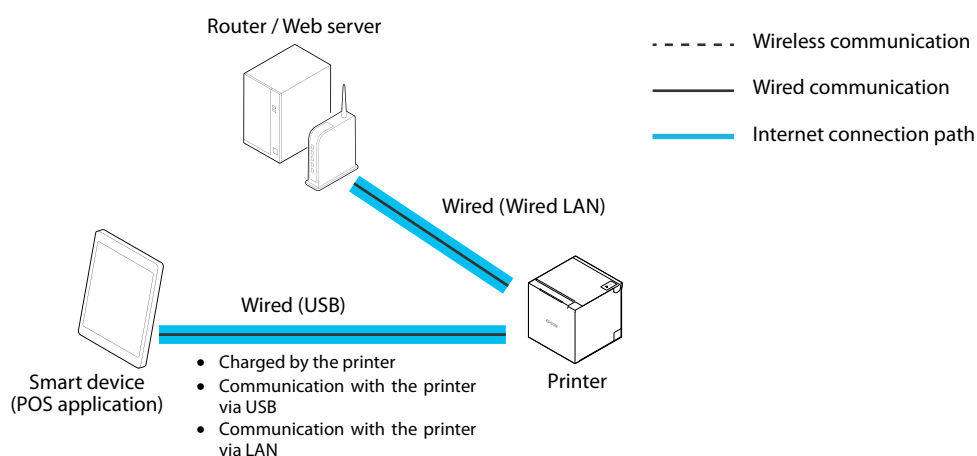 Router / Web server
Wireless communication
Wired communication
Internet connection path
Wired (Wired LAN)
Wired (USB)
• Charged by the printer
• Communication with the printer
via USB
• Communication with the printer
via LAN
Smart device
(POS application)
Printer
EPSON